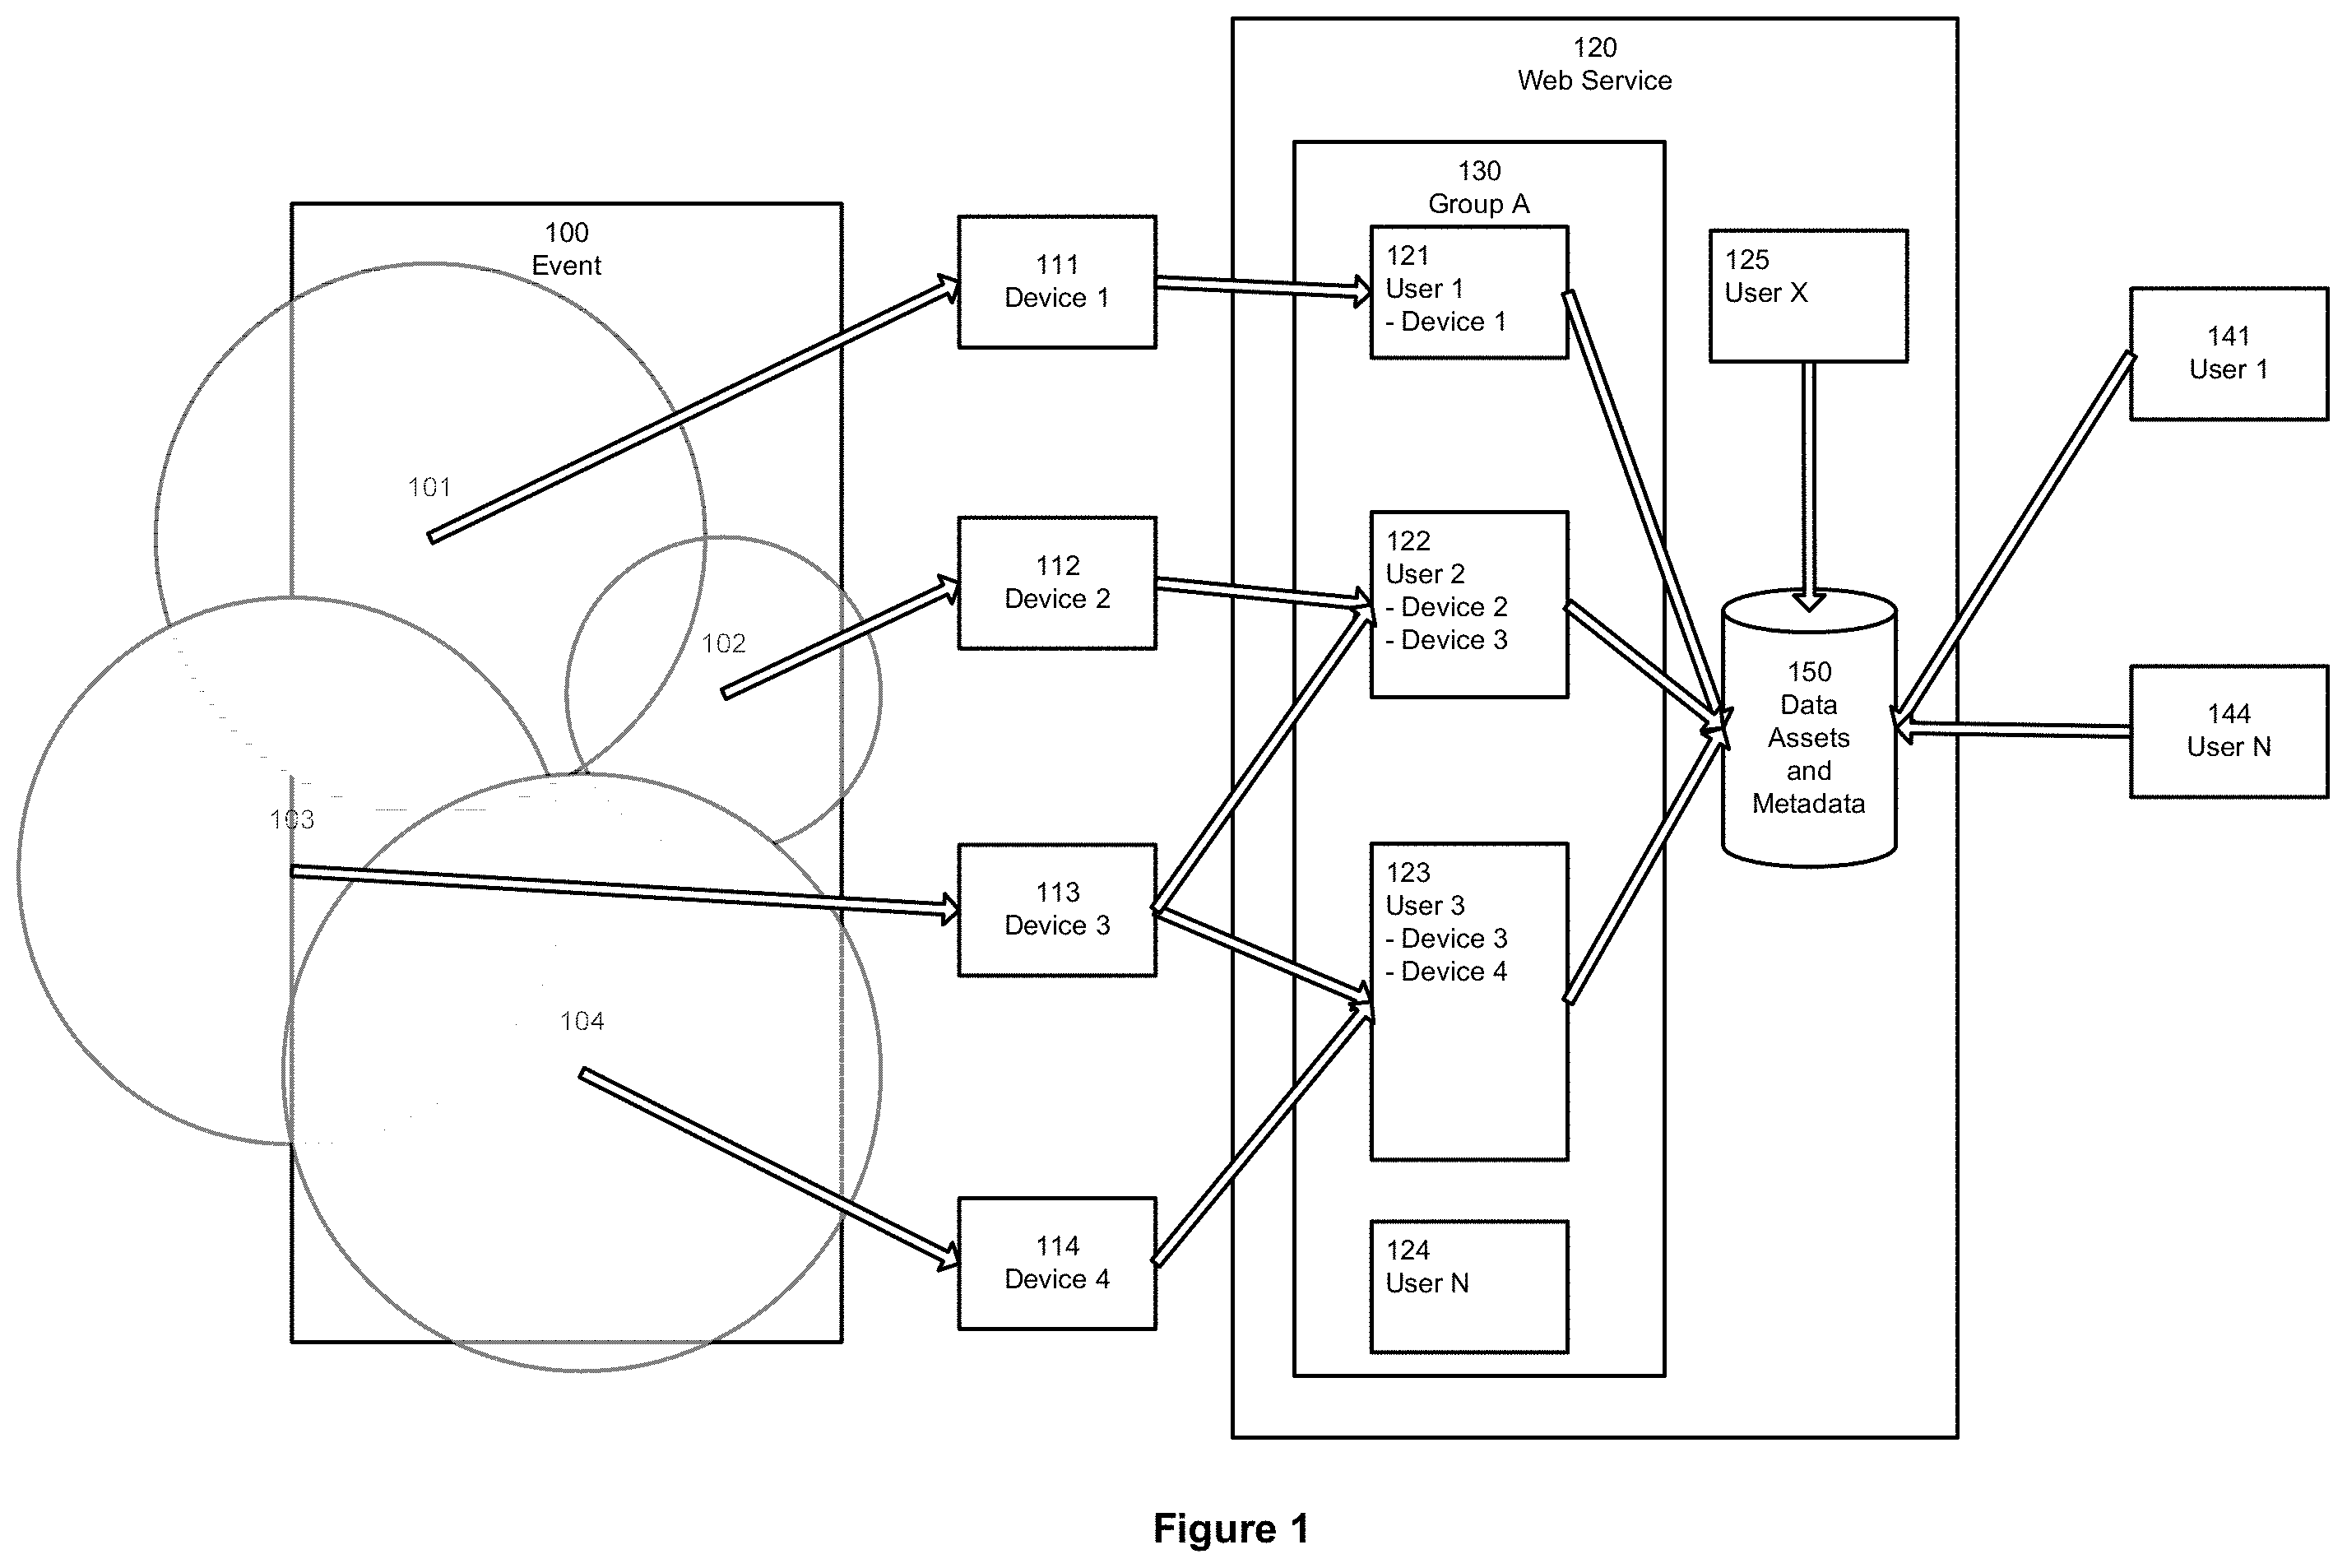 120
Web Service
130
Group A
100
Event
111
Device 1
121
User 1
- Device 1
125
User X
141
User 1
101
112
Device 2
122
User 2
- Device 2
- Device 3
102
150
Data
Assets
and
Metadata
144
User N
103
113
Device 3
123
User 3
- Device 3
- Device 4
104
114
Device 4
124
User N
Figure 1